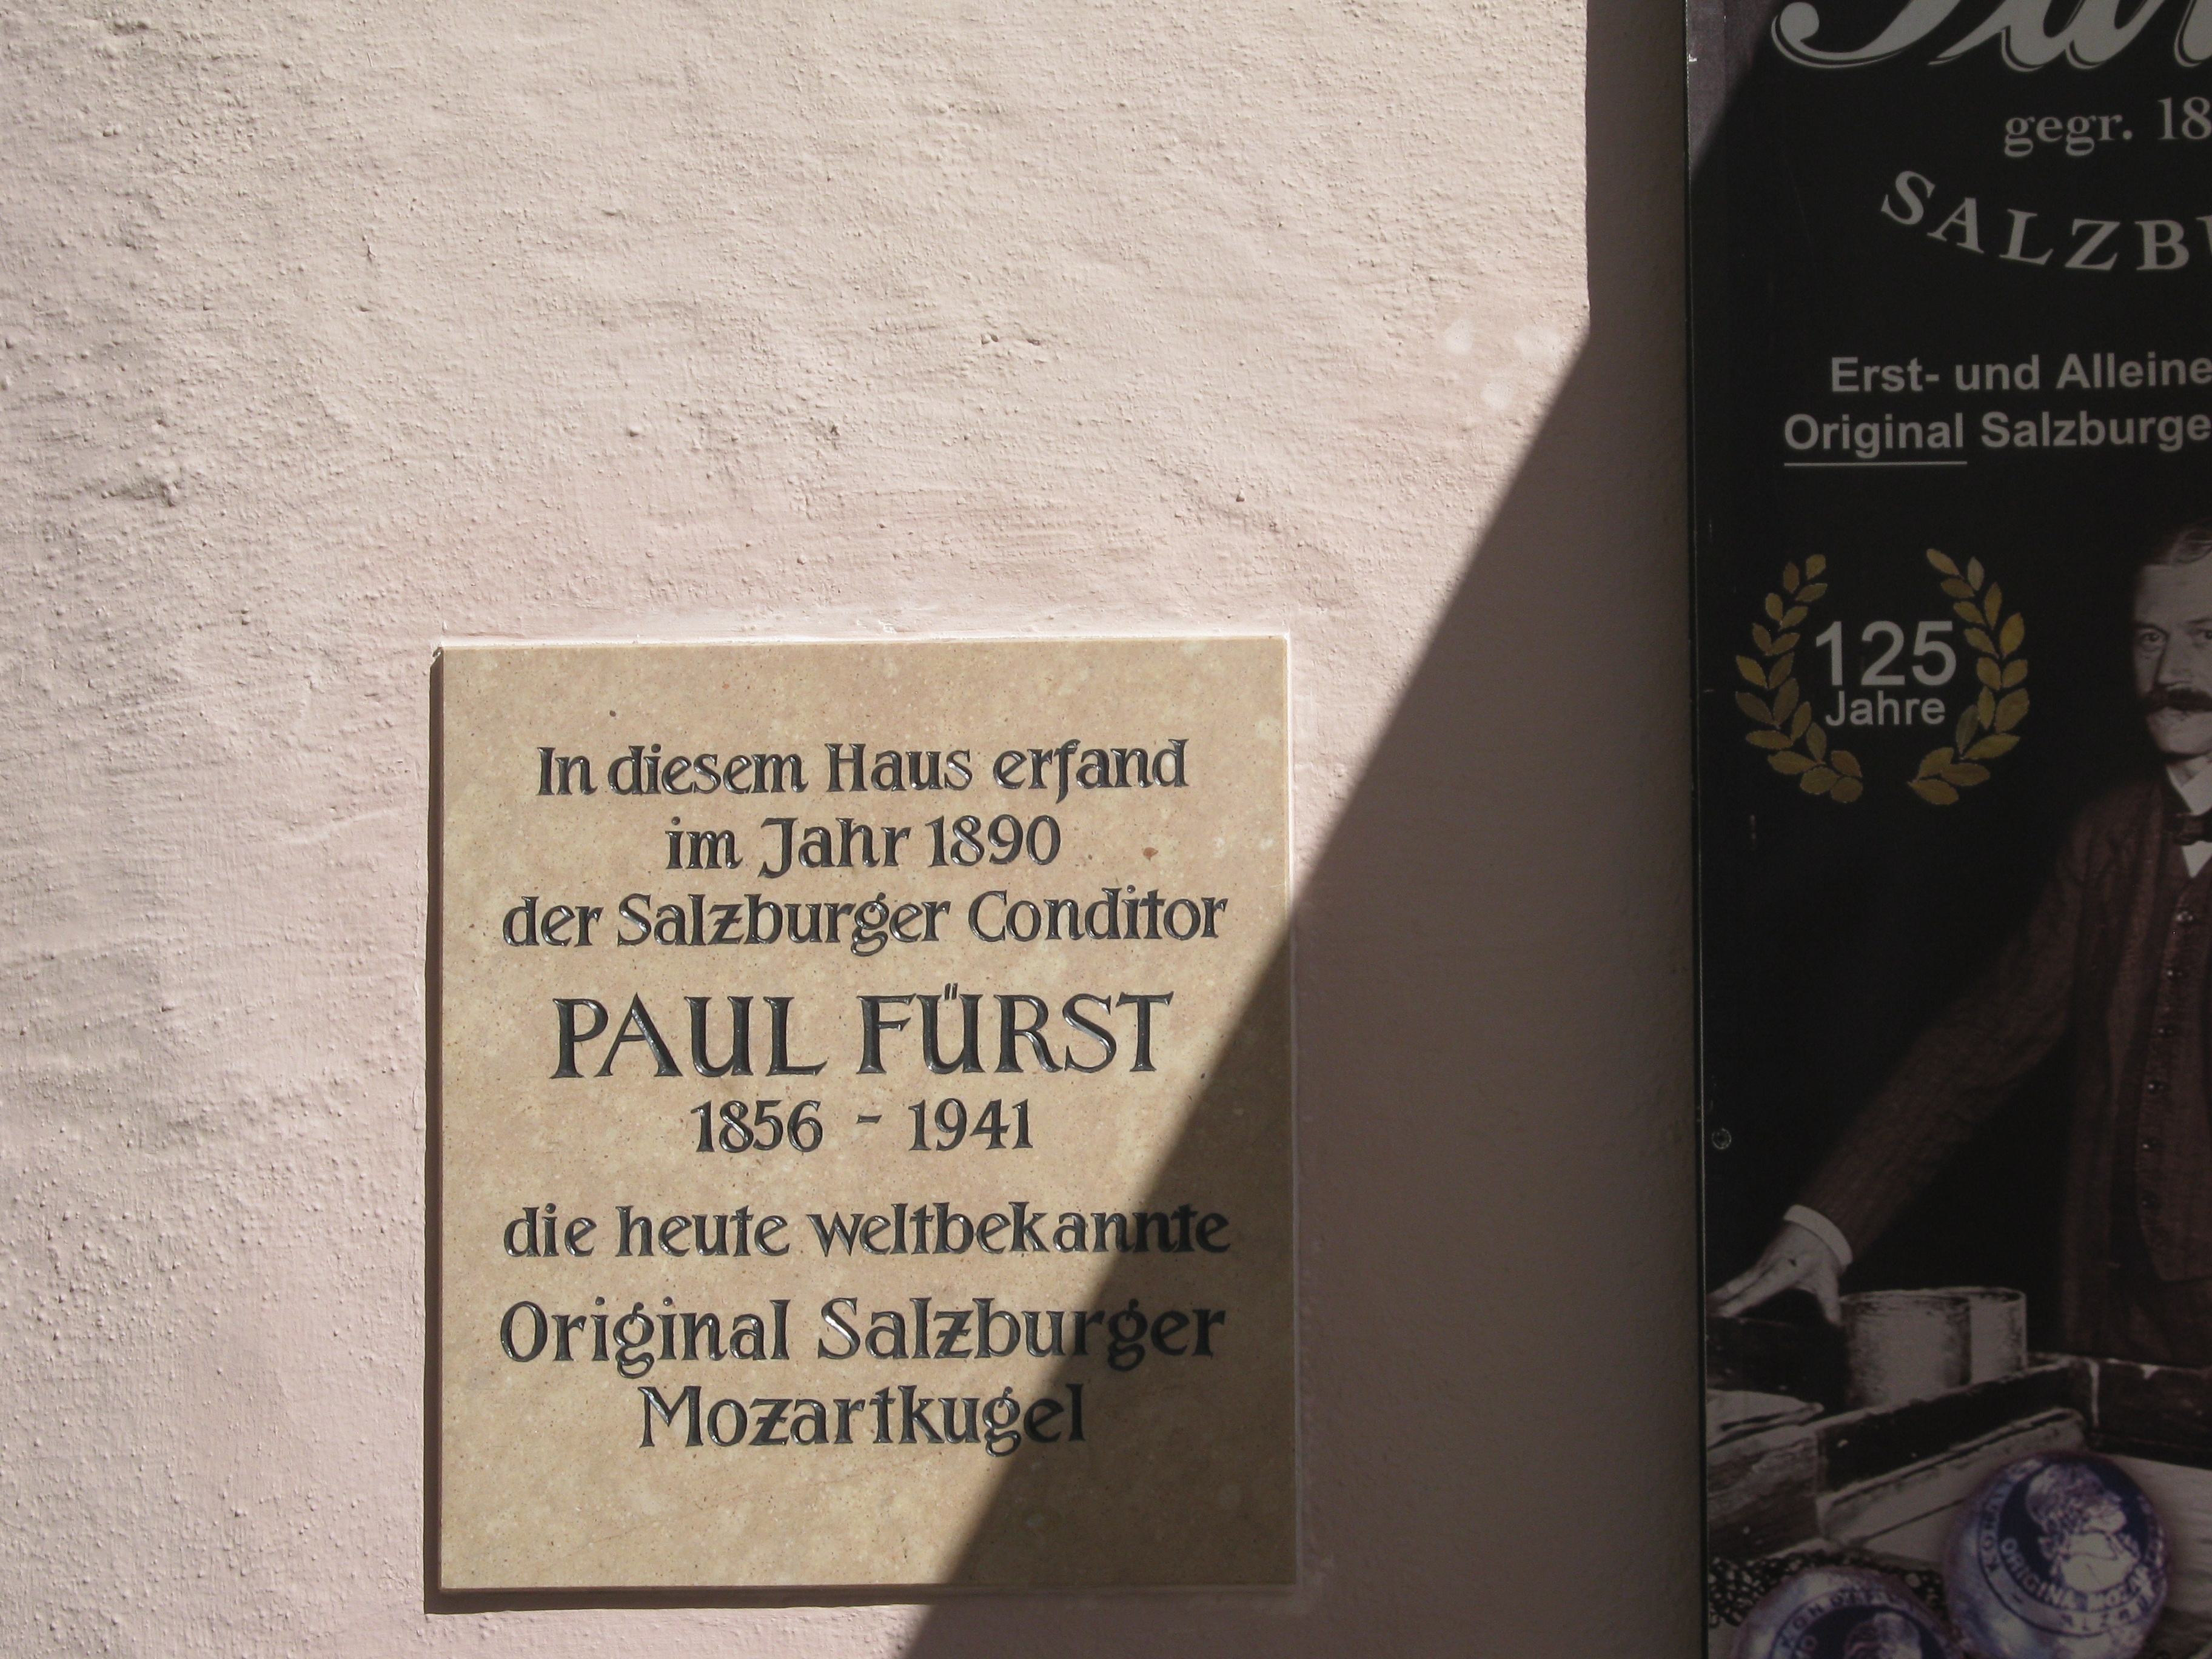 In diesem Haus erfand
im Jahr 1890
der Salzburger Conditor
PAUL FÜRST
1856 - 1941
die heute weltbekannte
Original Salzburger
Mozartkugel
gegr. 18
SALZBU
Erst- und Alleine
Original Salzburge
125
Jahre